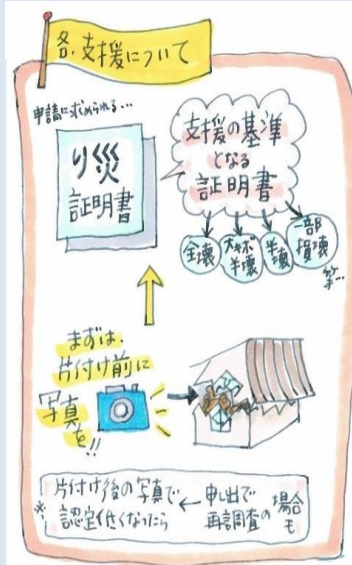 各支援について
申請に求められる…
り災
証明書
支援の基準
となる
証明書
全壊
大キボ
半壊
半壊
一部
損壊
等…
まずは、
片付け前に
写真
を!!
※片付け後の写真で
認定低くなったら
← 申し出で
再調査の
場合
も